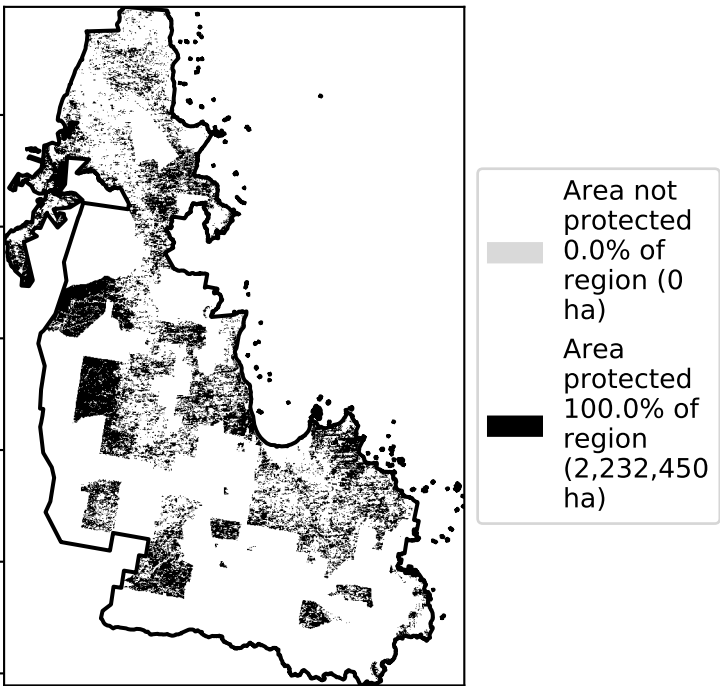 Area not
protected
0.0% of
region (0
ha)
Area
protected
100.0% of
region
(2,232,450
ha)